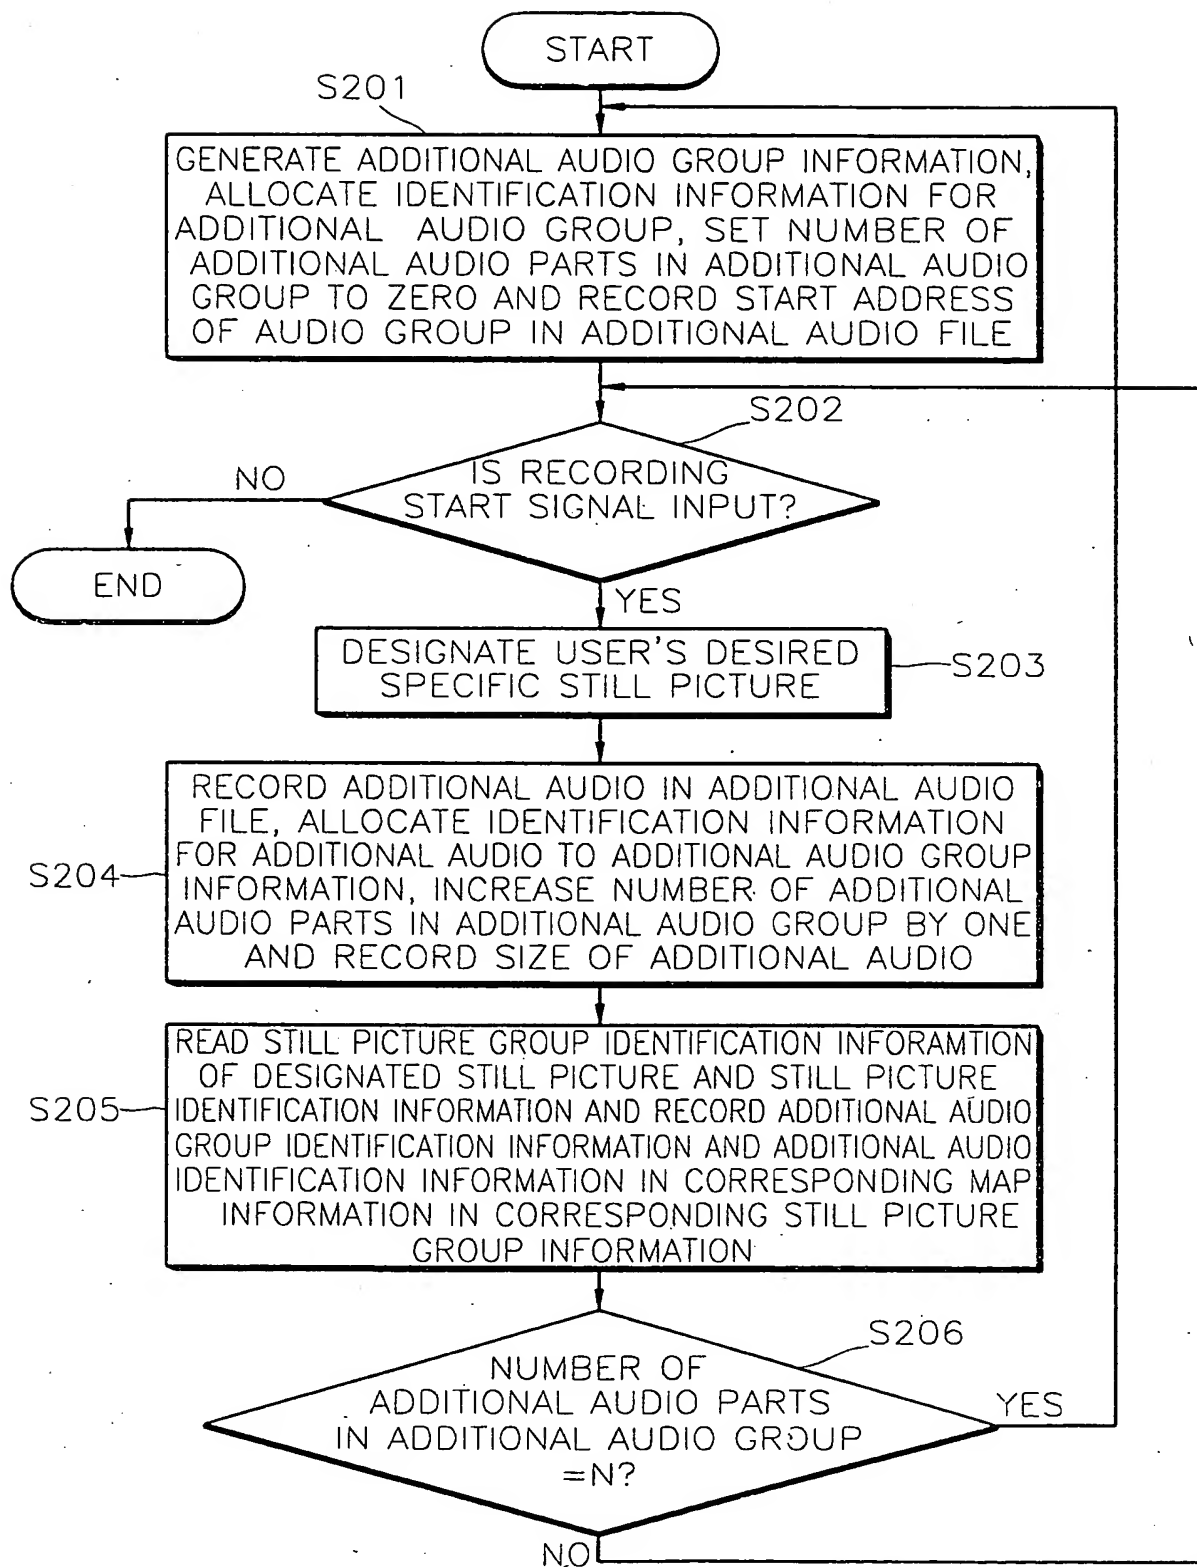 START
S201
GENERATE ADDITIONAL AUDIO GROUP INFORMATION,
ALLOCATE IDENTIFICATION INFORMATION FOR
ADDITIONAL AUDIO GROUP, SET NUMBER OF
ADDITIONAL AUDIO PARTS IN ADDITIONAL AUDIO
GROUP TO ZERO AND RECORD START ADDRESS
OF AUDIO GROUP IN ADDITIONAL AUDIO FILE
S202
IS RECORDING
START SIGNAL INPUT?
NO
END
YES
DESIGNATE USER'S DESIRED
SPECIFIC STILL PICTURE
S203
RECORD ADDITIONAL AUDIO IN ADDITIONAL AUDIO
FILE, ALLOCATE IDENTIFICATION INFORMATION
FOR ADDITIONAL AUDIO TO ADDITIONAL AUDIO GROUP
INFORMATION, INCREASE NUMBER OF ADDITIONAL
AUDIO PARTS IN ADDITIONAL AUDIO GROUP BY ONE
AND RECORD SIZE OF ADDITIONAL AUDIO
S204
READ STILL PICTURE GROUP IDENTIFICATION INFORAMTION
OF DESIGNATED STILL PICTURE AND STILL PICTURE
IDENTIFICATION INFORMATION AND RECORD ADDITIONAL AUDIO
GROUP IDENTIFICATION INFORMATION AND ADDITIONAL AUDIO
IDENTIFICATION INFORMATION IN CORRESPONDING MAP
INFORMATION IN CORRESPONDING STILL PICTURE
GROUP INFORMATION
S205
S206
NUMBER OF
ADDITIONAL AUDIO PARTS
IN ADDITIONAL AUDIO GROUP
=N?
YES
NO